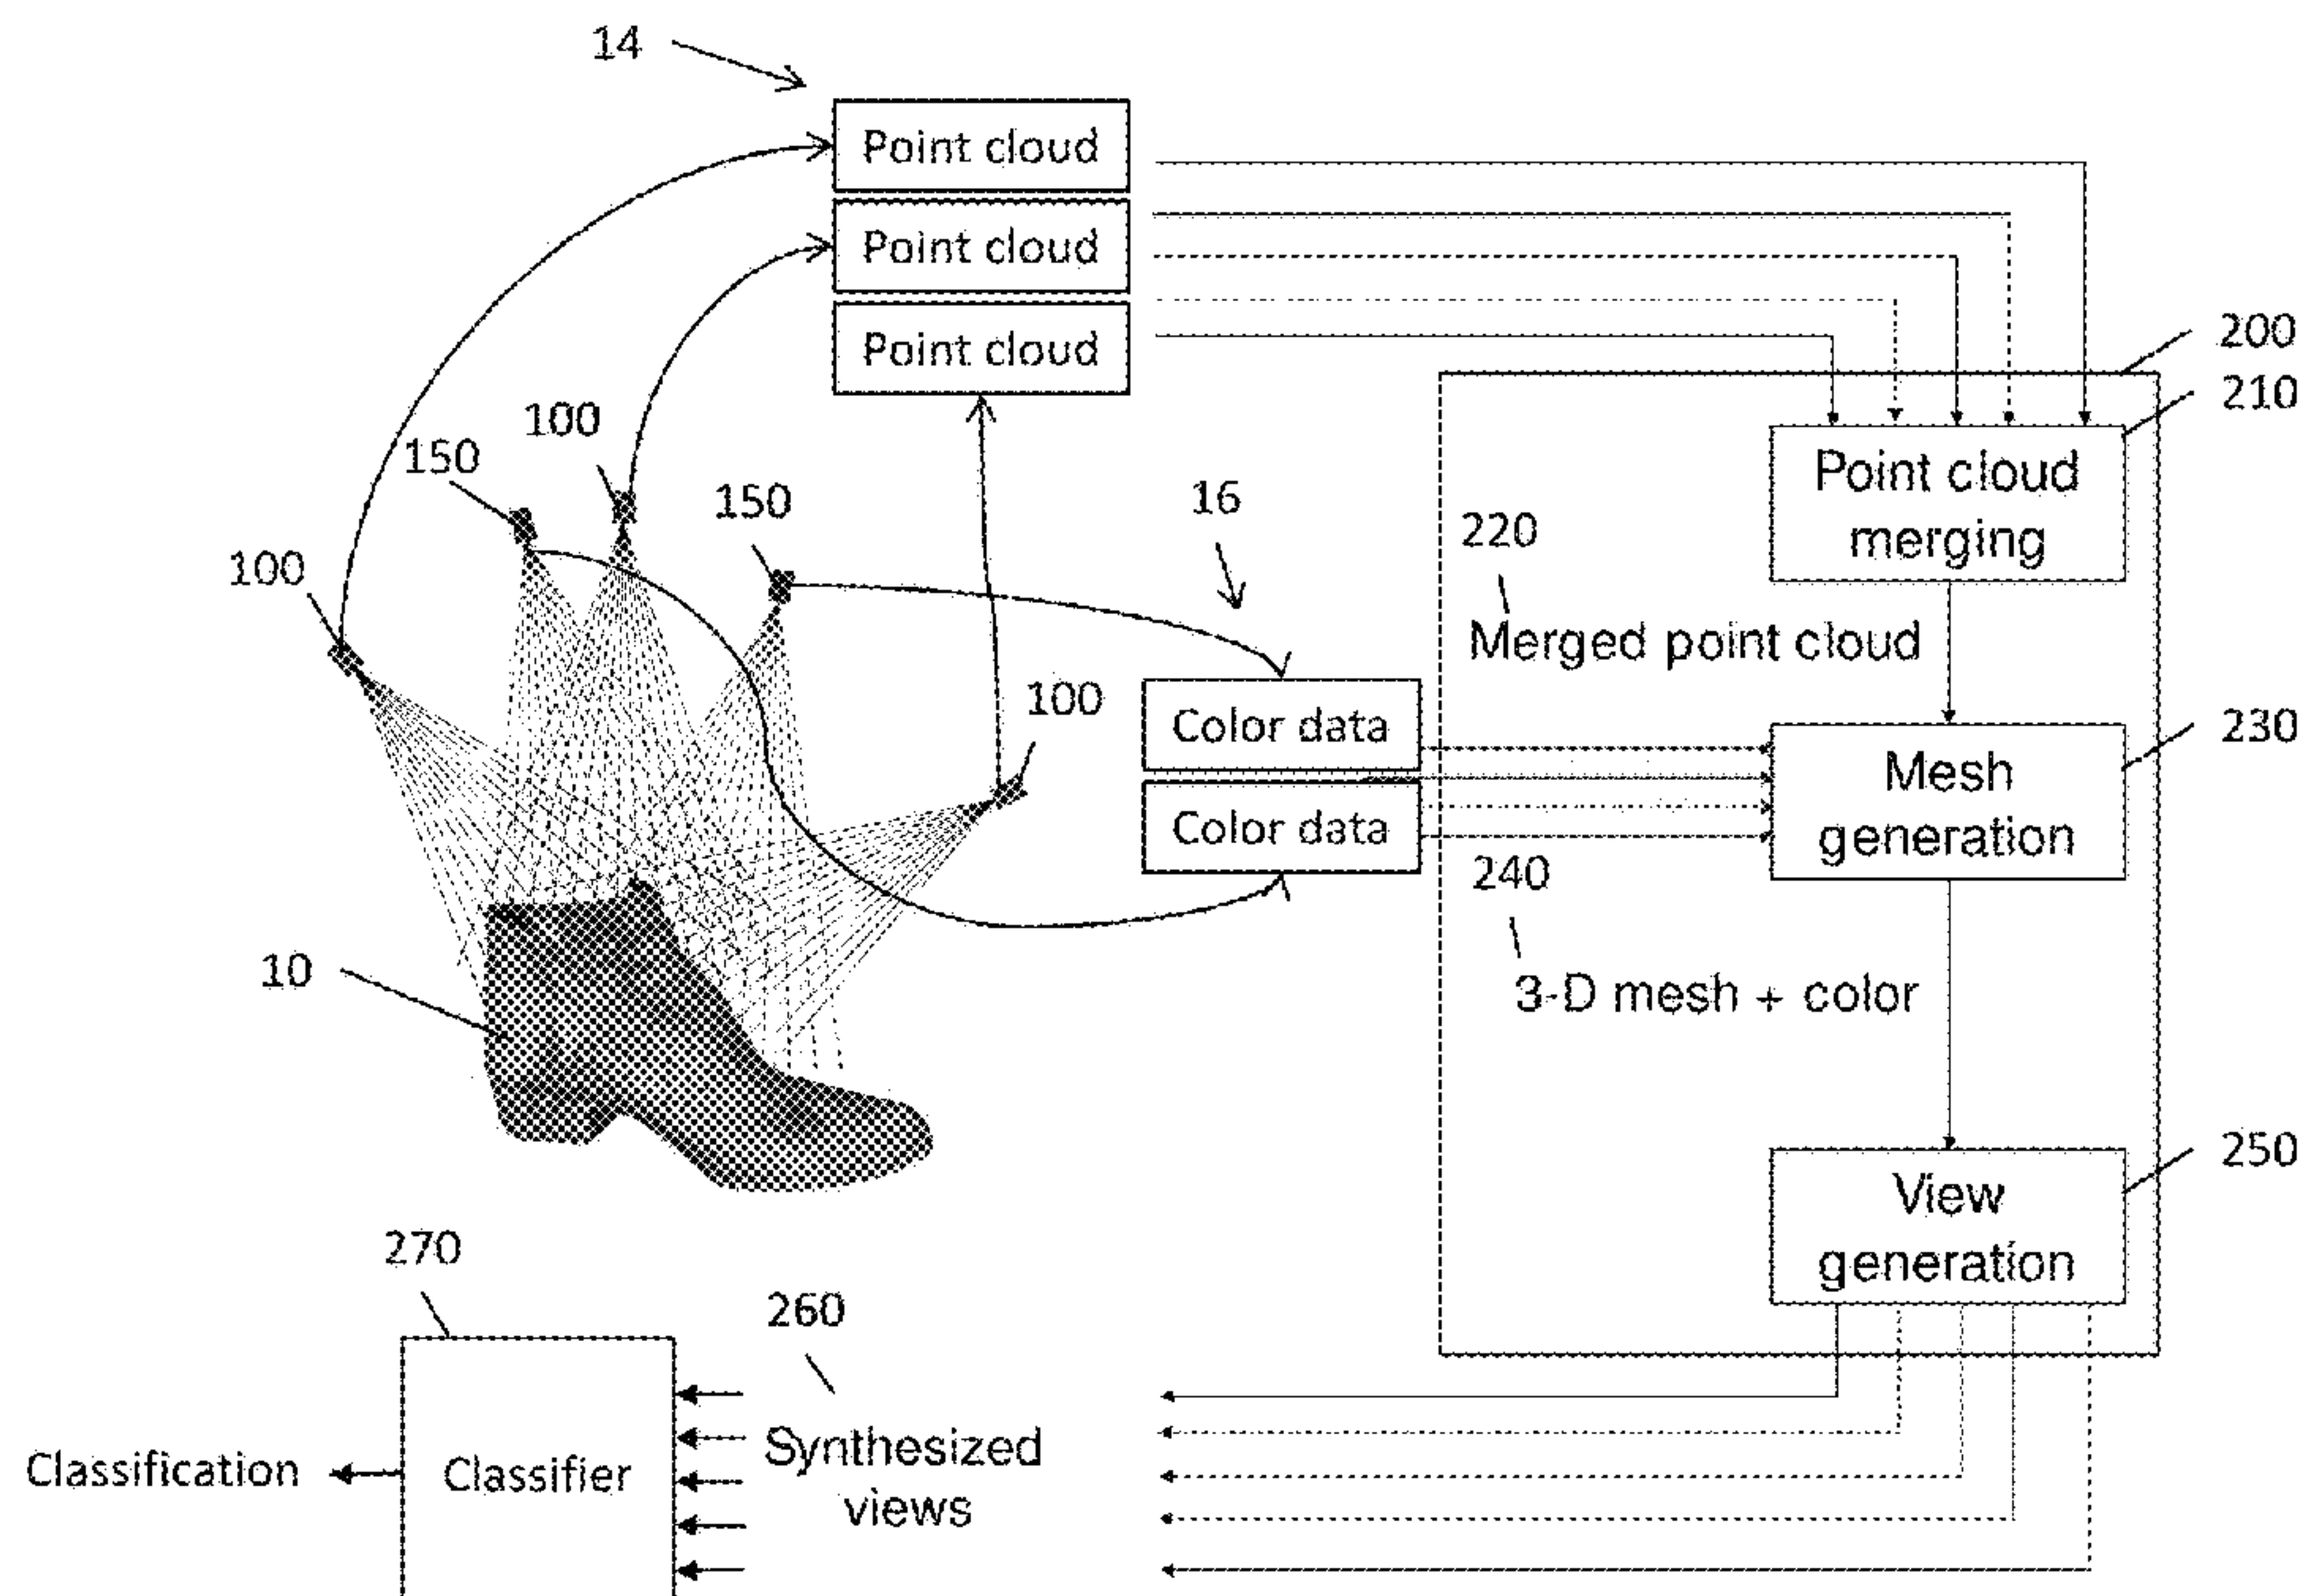 14
Point cloud
Point cloud
Point cloud
200
210
100
150
150
16
100
220
Point cloud
merging
Merged point cloud
100
Color data
Color data
230
Mesh
generation
240
3-D mesh + color
10
250
View
generation
270
260
Classification
Classifier
Synthesized
views